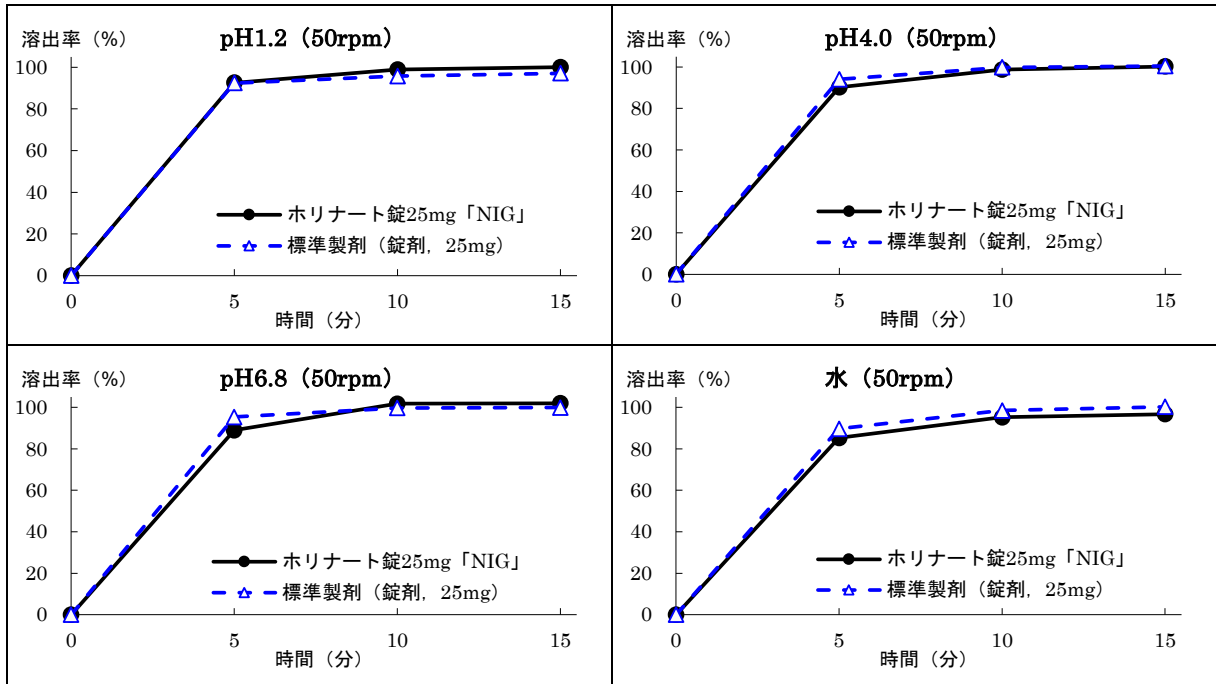 溶出率（%）
pH1.2（50rpm）
100
80
60
40
20
0
ホリナート錠25mg「NIG」
標準製剤（錠剤，25mg）
0 5 10 15
時間（分）
溶出率（%）
pH4.0（50rpm）
100
80
60
40
20
0
ホリナート錠25mg「NIG」
標準製剤（錠剤，25mg）
0 5 10 15
時間（分）
溶出率（%）
pH6.8（50rpm）
100
80
60
40
20
0
ホリナート錠25mg「NIG」
標準製剤（錠剤，25mg）
0 5 10 15
時間（分）
溶出率（%）
水（50rpm）
100
80
60
40
20
0
ホリナート錠25mg「NIG」
標準製剤（錠剤，25mg）
0 5 10 15
時間（分）